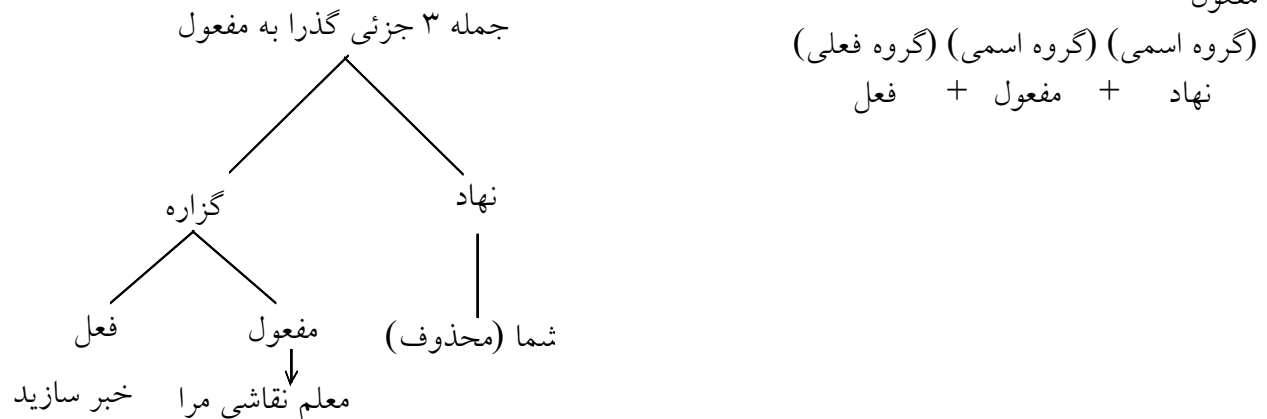 مفعول
(گروه اسمی) (گروه اسمی) (گروه فعلی)
نهاد + مفعول + فعل
جمله ۳ جزئی گذرا به مفعول
نهاد
گزاره
شما (محذوف)
مفعول
فعل
معلم نقاشی مرا
خبر سازید